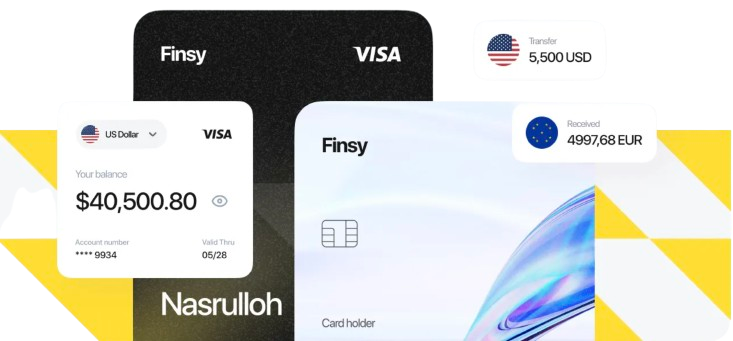 Finsy
VISA
Transfer
5,500 USD
US Dollar
VISA
Your balance
$40,500.80
Account number
Valid Thru
**** 9934
05/28
Finsy
Received
4997,68 EUR
Nasrulloh
Card holder